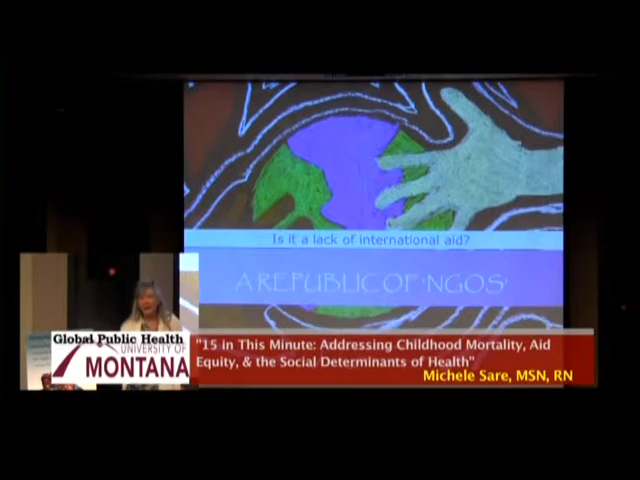 Is it a lack of international aid?
A REPUBLIC OF 'NGOS'
Global Public Health
UNIVERSITY OF
MONTANA
"15 in This Minute: Addressing Childhood Mortality, Aid
Equity, & the Social Determinants of Health"
Michele Sare, MSN, RN